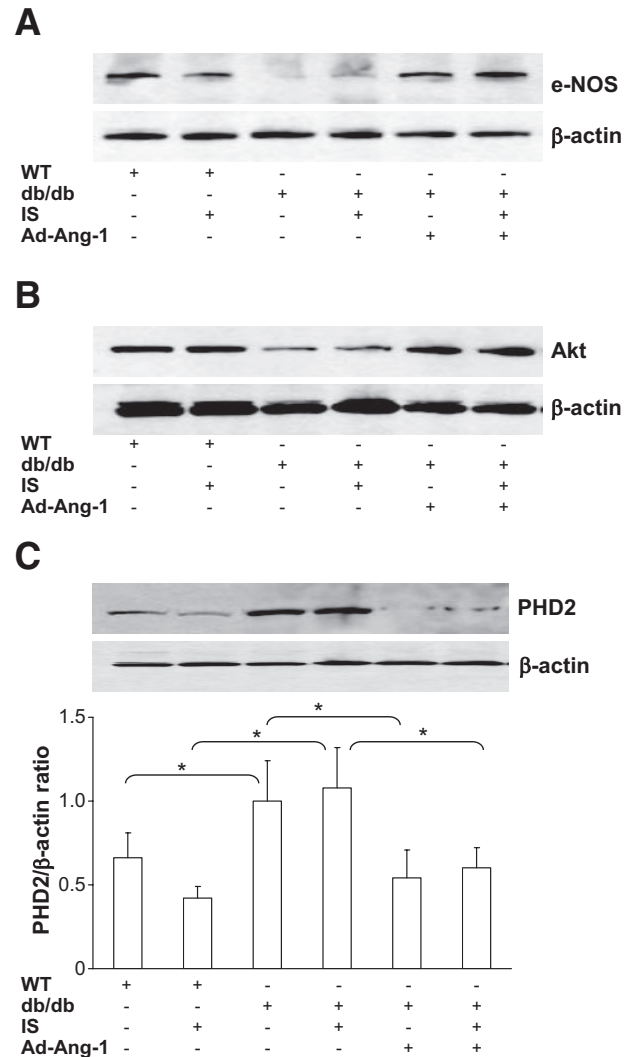 A
e-NOS
β-actin
WT + + - - - -
db/db - - + + + +
IS - + - + - +
Ad-Ang-1 - - - - + +
B
Akt
β-actin
WT + + - - - -
db/db - - + + + +
IS - + - + - +
Ad-Ang-1 - - - - + +
C
PHD2
β-actin
1.5
*
*
*
*
1.0
0.5
0
PHD2/β-actin ratio
WT + + - - - -
db/db - - + + + +
IS - + - + - +
Ad-Ang-1 - - - - + +